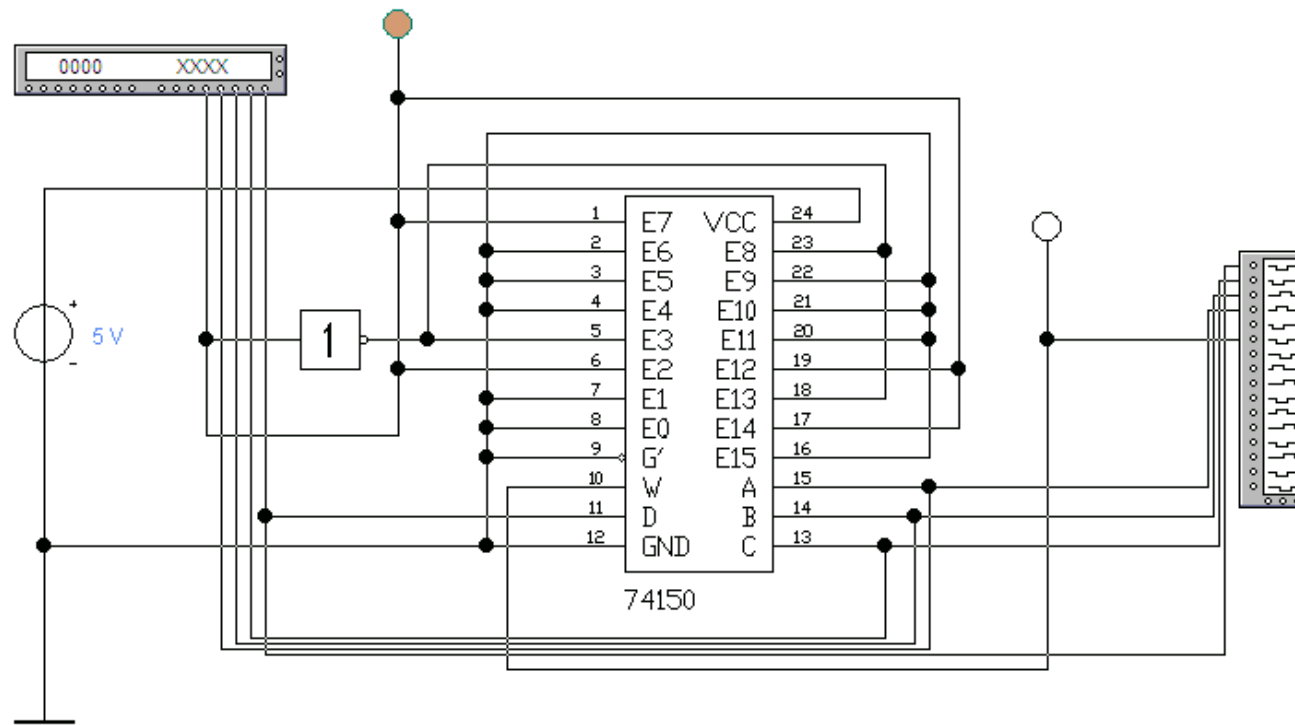 0000 XXXX
5 V
1
1 E7 VCC 24
2 E6 E8 23
3 E5 E9 22
4 E4 E10 21
5 E3 E11 20
6 E2 E12 19
7 E1 E13 18
8 E0 E14 17
9 G' E15 16
10 W A 15
11 D B 14
12 GND C 13
74150